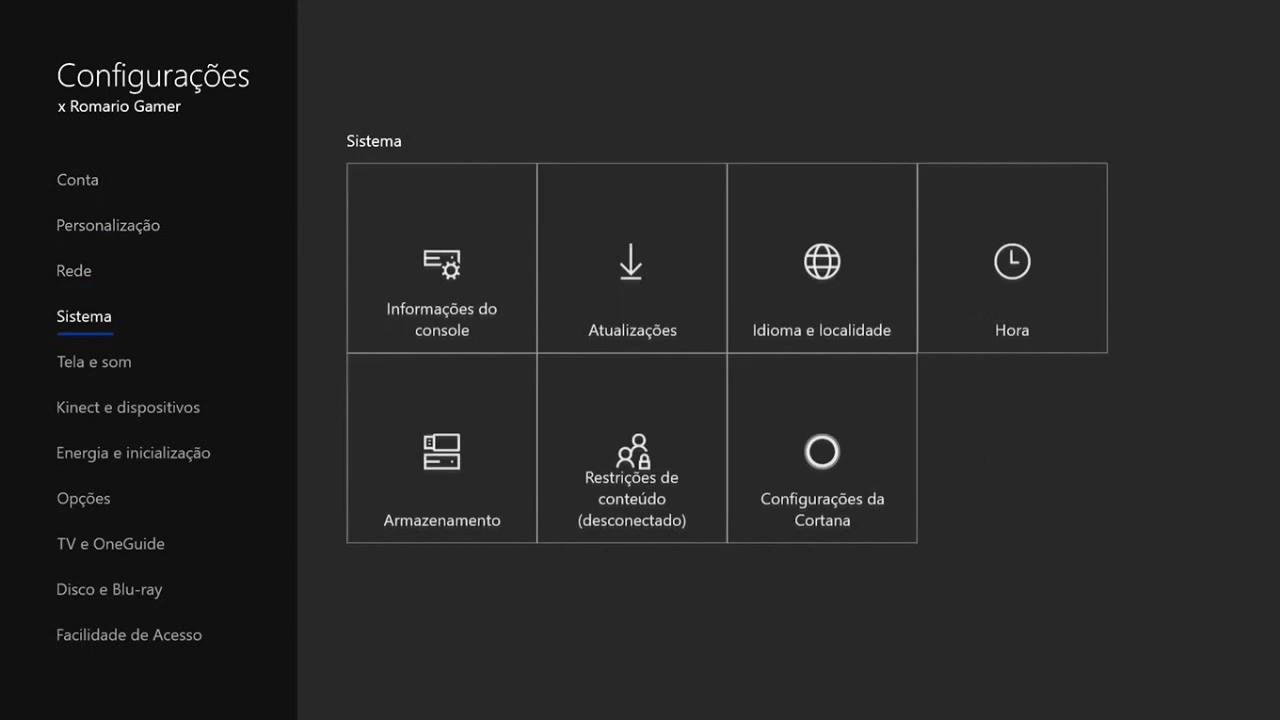 Configurações
x Romario Gamer
Conta
Personalização
Rede
Sistema
Tela e som
Kinect e dispositivos
Energia e inicialização
Opções
TV e OneGuide
Disco e Blu-ray
Facilidade de Acesso
Sistema
Informações do
console
Atualizações
Idioma e localidade
Hora
Armazenamento
Restrições de
conteúdo
(desconectado)
Configurações da
Cortana